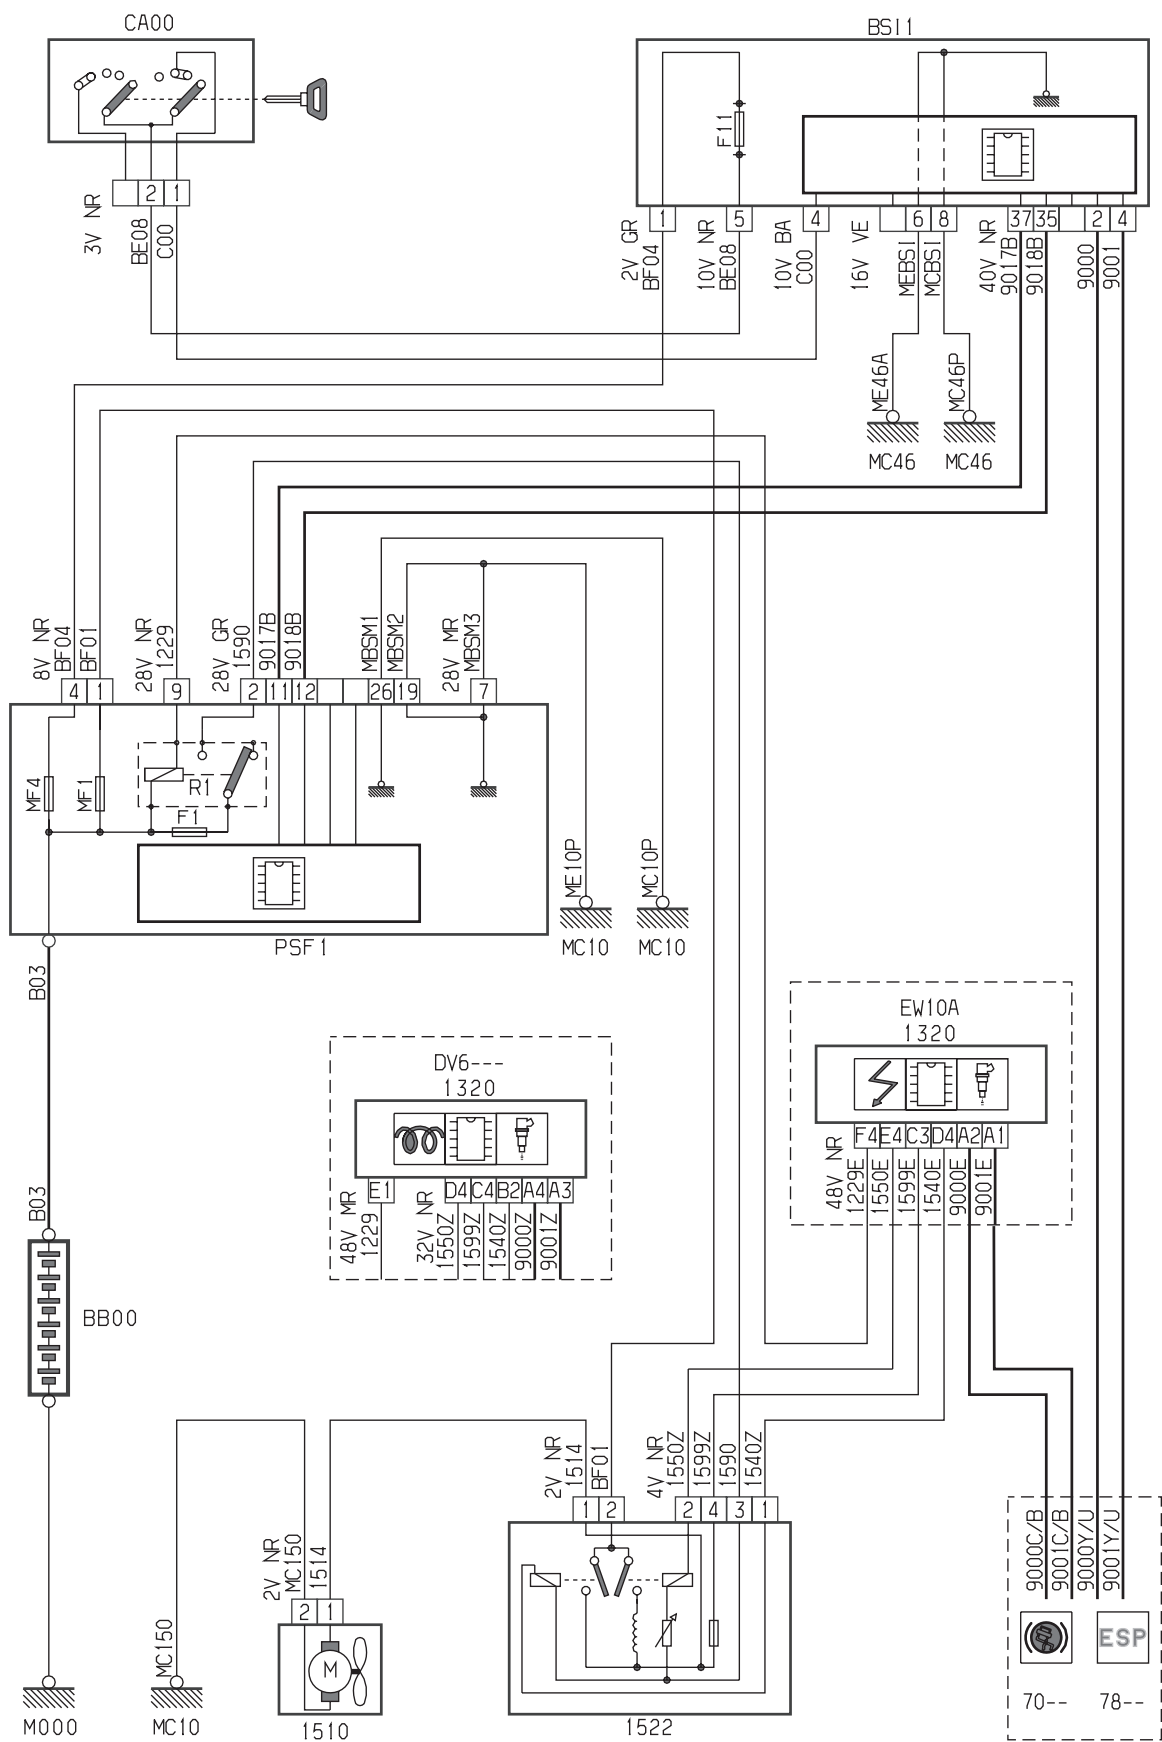 CA00
BSI1
F11
2 1
3V NR
BE08
C00
1 5 4 6 8 37 35 2 4
2V GR
BF04
10V NR
BE08
10V BA
C00
16V VE
MEBSI
MCBSI
40V NR
9017B
9018B
9000
9001
ME46A
MC46P
MC46
MC46
8V NR
BF04
BF01
28V NR
1229
28V GR
1590
9017B
9018B
MBSM1
MBSM2
28V MR
MBSM3
4 1 9 2 11 12 26 19 7
MF4
MF1
R1
F1
PSF1
ME10P
MC10P
MC10
MC10
B03
B03
BB00
M000
DV6---
1320
E1 D4 C4 B2 A4 A3
48V MR
1229
32V NR
1550Z
1599Z
1540Z
9000Z
9001Z
EW10A
1320
F4 E4 C3 D4 A2 A1
48V NR
1229E
1550E
1599E
1540E
9000E
9001E
2V NR
1514
BF01
4V NR
1550Z
1599Z
1590
1540Z
1 2 2 4 3 1
1522
2V NR
MC150
1514
2 1
M
1510
MC150
MC10
9000C/B
9001C/B
9000Y/U
9001Y/U
ESP
70--
78--